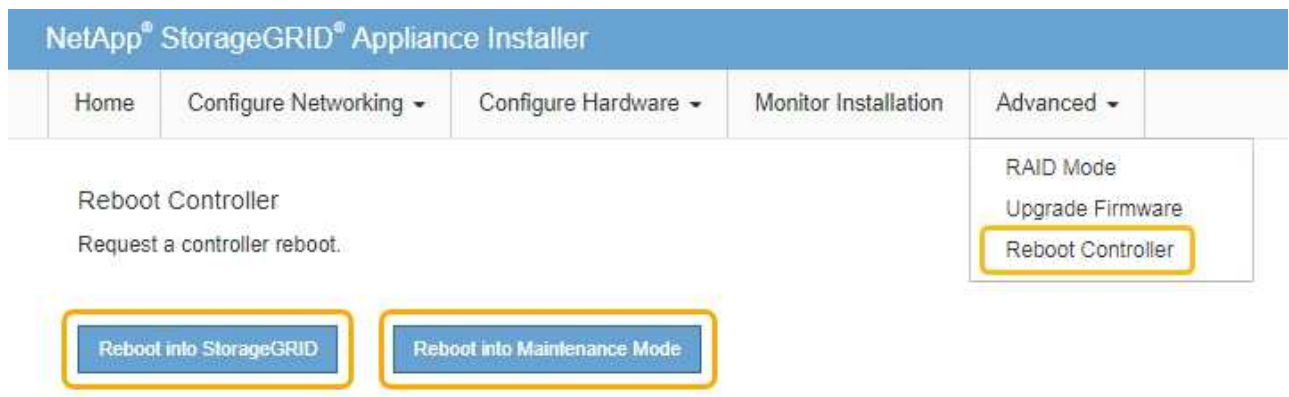 NetApp® StorageGRID® Appliance Installer
Home Configure Networking Configure Hardware Monitor Installation Advanced
RAID Mode
Upgrade Firmware
Reboot Controller
Reboot Controller
Request a controller reboot.
Reboot into StorageGRID Reboot into Maintenance Mode